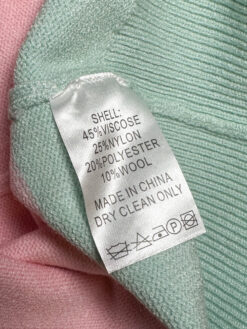 SHELL:
45%VISCOSE
25%NYLON
20%POLYESTER
10%WOOL
MADE IN CHINA
DRY CLEAN ONLY